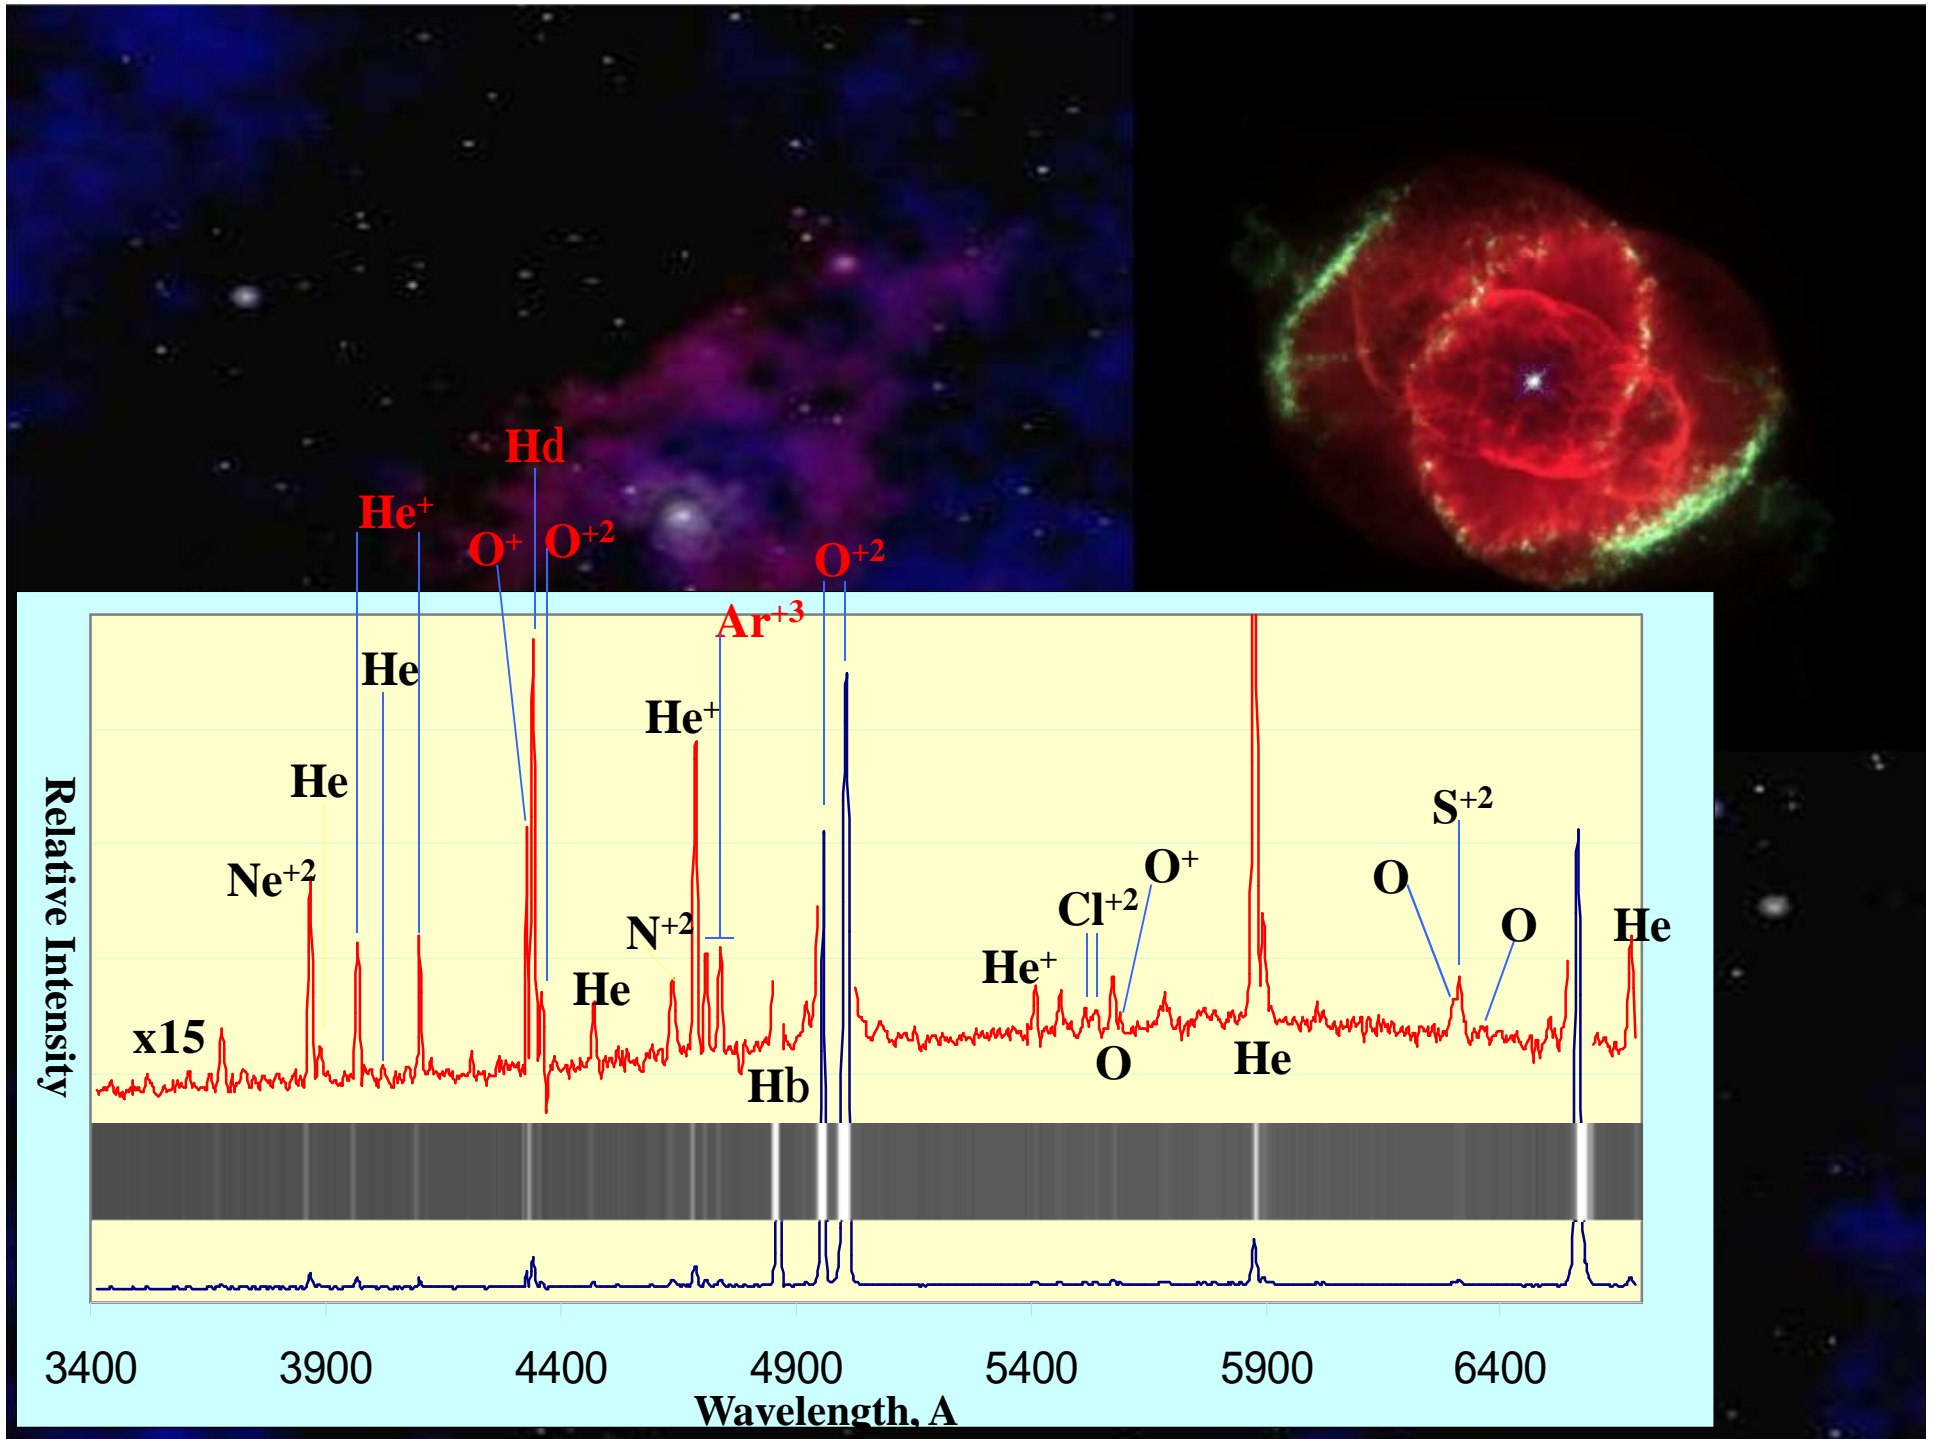 Hd
He⁺
O⁺ O⁺²
O⁺²
Ar⁺³
He
He⁺
He
S⁺²
Ne⁺²
O⁺
O
Cl⁺²
N⁺²
O
He
He⁺
He
x15
O
He
Hb
Relative Intensity
3400 3900 4400 4900 5400 5900 6400
Wavelength, A